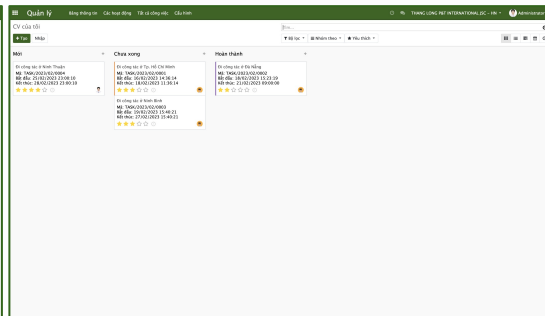 Quản lý Bảng thông tin Các hoạt động Tất cả công việc Cấu hình THANG LONG P&T INTERNATIONAL JSC - HN Administrator
CV của tôi
+ Tạo Nhập Bộ lọc Nhóm theo Yêu thích
Mới + Chưa xong + Hoàn thành +
Đi công tác ở Ninh Thuận
Mã: TASK/2023/02/0004
Bắt đầu: 21/02/2023 23:00:10
Kết thúc: 28/02/2023 23:00:10
Đi công tác ở Tp. Hồ Chí Minh
Mã: TASK/2023/02/0001
Bắt đầu: 16/02/2023 14:36:14
Kết thúc: 18/02/2023 11:36:14
Đi công tác ở Ninh Bình
Mã: TASK/2023/02/0003
Bắt đầu: 19/02/2023 15:40:21
Kết thúc: 27/02/2023 15:40:21
Đi công tác ở Đà Nẵng
Mã: TASK/2023/02/0002
Bắt đầu: 18/02/2023 15:23:19
Kết thúc: 21/02/2023 00:00:00